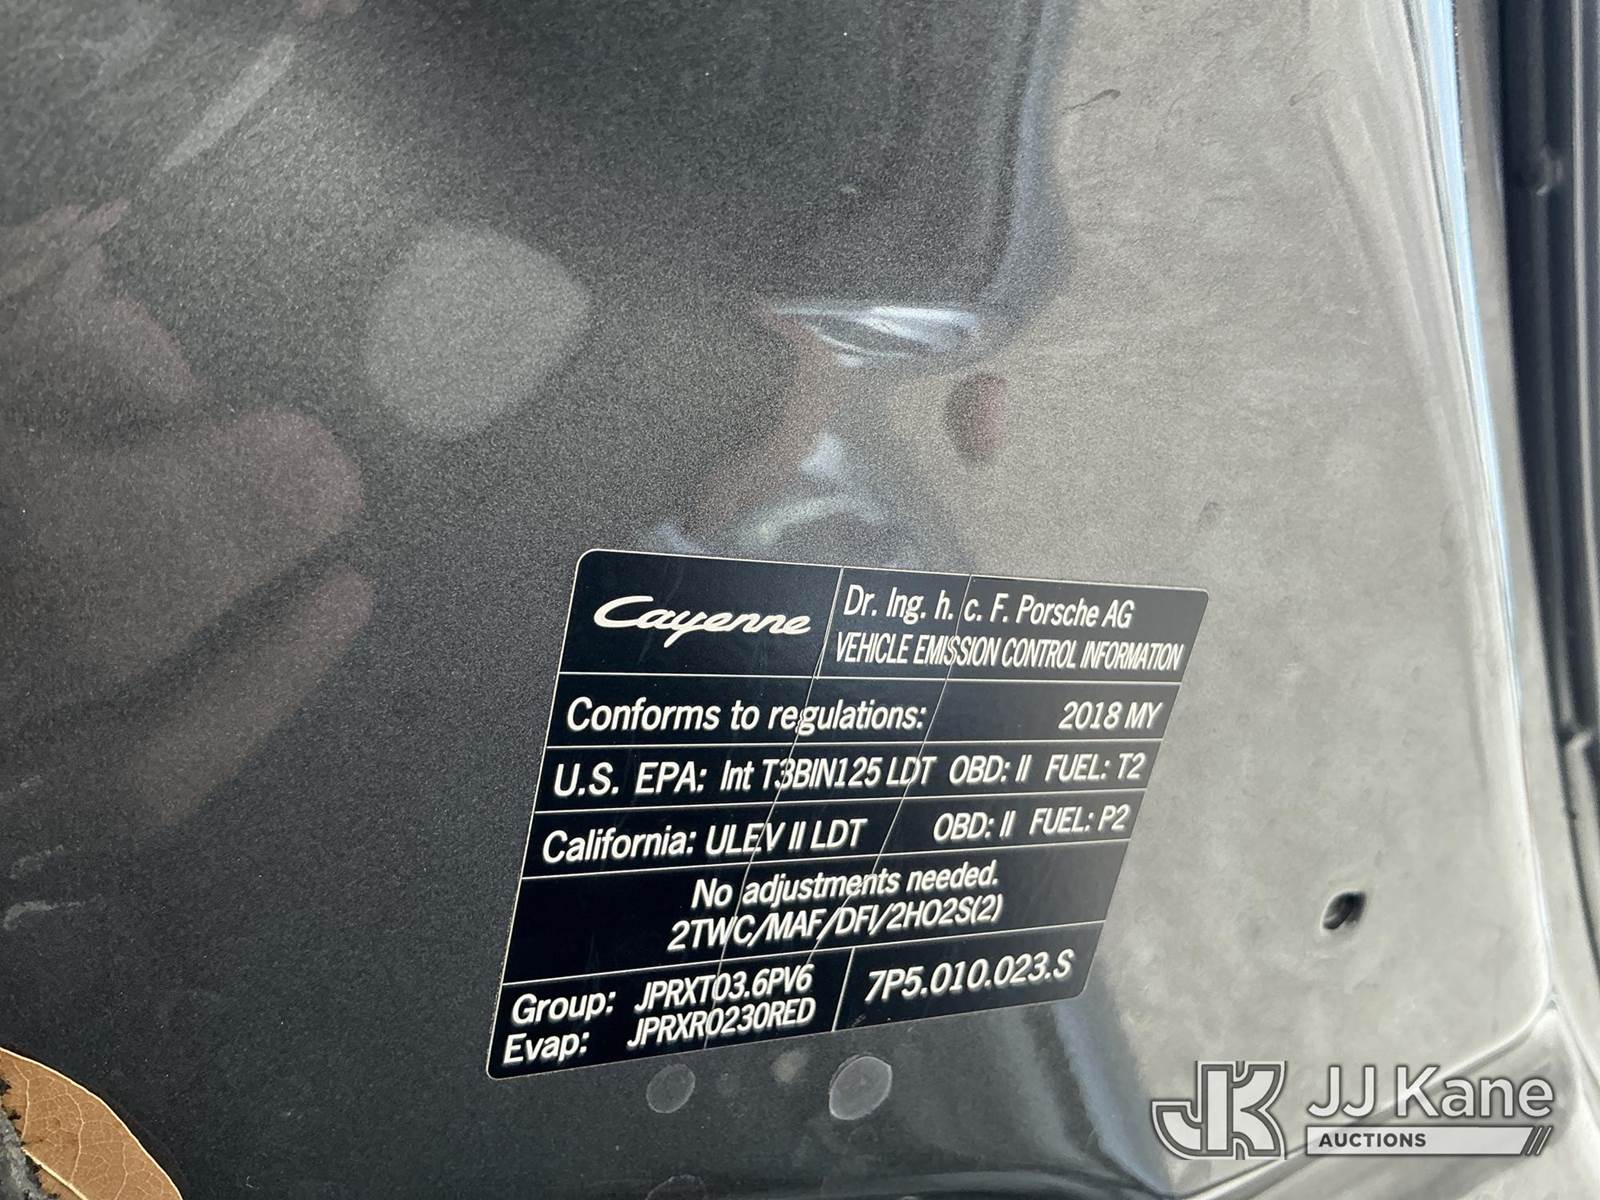 Cayenne
Dr. Ing. h. c. F. Porsche AG
VEHICLE EMISSION CONTROL INFORMATION
Conforms to regulations: 2018 MY
U.S. EPA: Int T3BIN125 LDT OBD: II FUEL: T2
California: ULEV II LDT OBD: II FUEL: P2
No adjustments needed.
2TWC/MAF/DFI/2HO2S(2)
Group: JPRXT03.6PV6
Evap: JPRXR0230RED
7P5.010.023.S
JK JJ Kane
AUCTIONS